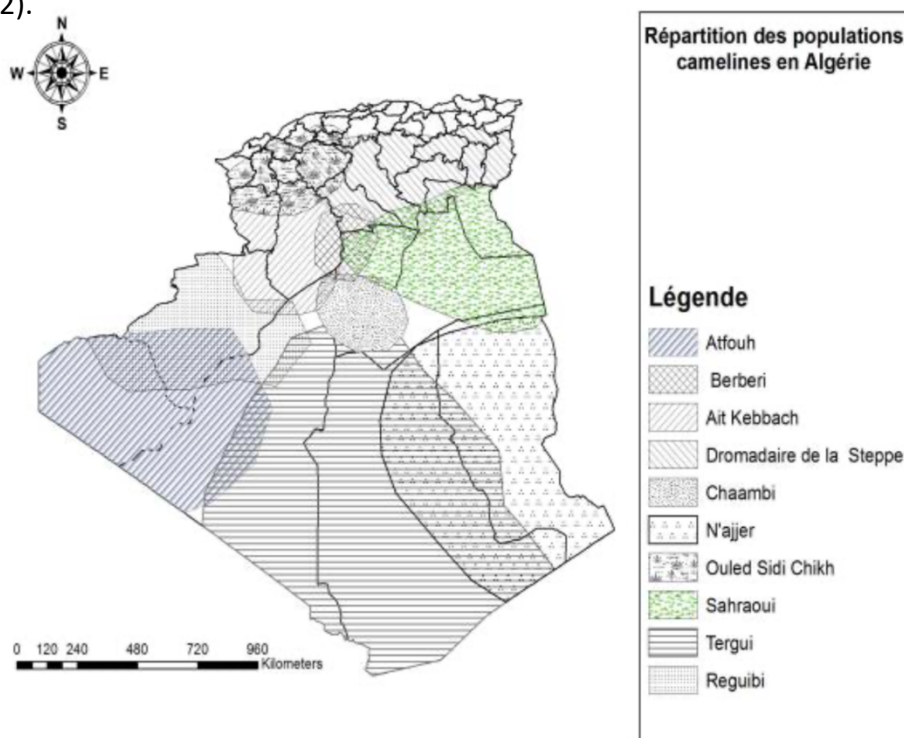 2).
N
W E
S
Répartition des populations
camelines en Algérie
Légende
Atfouh
Berberi
Ait Kebbach
Dromadaire de la Steppe
Chaambi
N'ajjer
Ouled Sidi Chikh
Sahraoui
Tergui
Reguibi
0 120 240 480 720 960
Kilometers